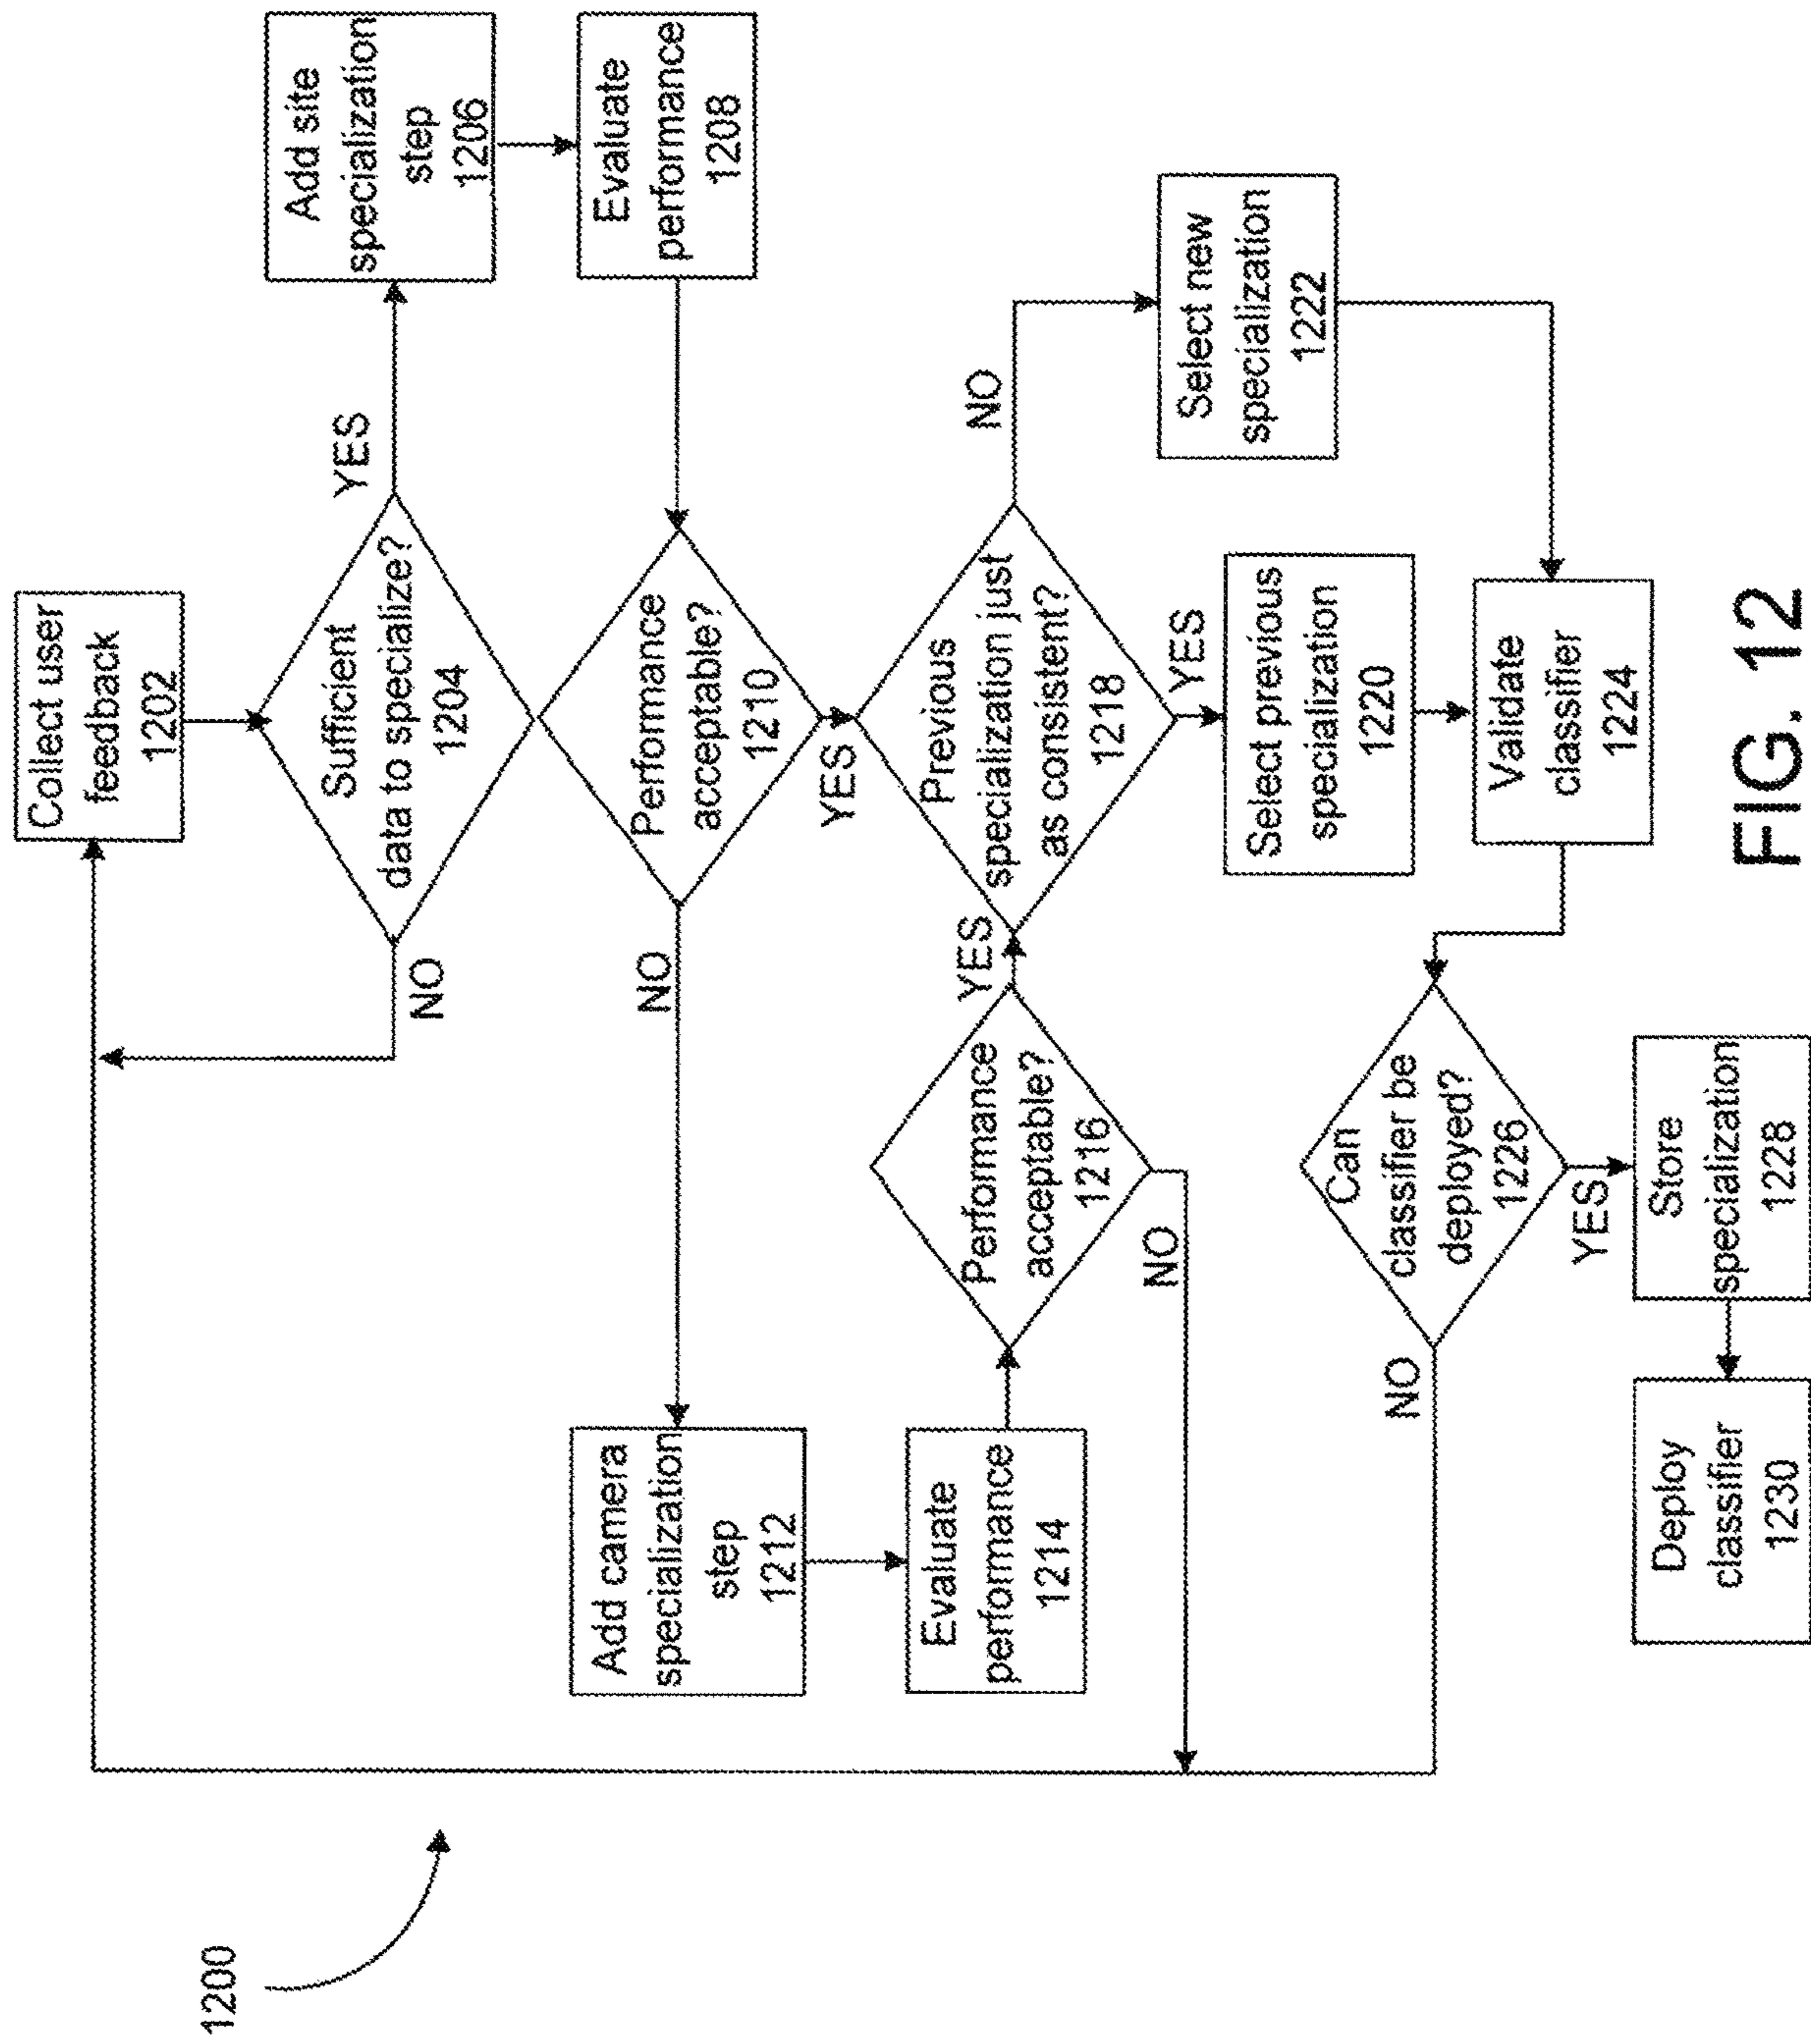 1200
Collect user
feedback
1202
Sufficient
data to specialize?
1204
YES
NO
Add site
specialization
step
1206
Evaluate
performance
1208
Performance
acceptable?
1210
NO
YES
Add camera
specialization
step
1212
Evaluate
performance
1214
Performance
acceptable?
1216
YES
NO
Previous
specialization just
as consistent?
1218
NO
YES
Select previous
specialization
1220
Select new
specialization
1222
Validate
classifier
1224
Can
classifier be
deployed?
1226
NO
YES
Store
specialization
1228
Deploy
classifier
1230
FIG. 12